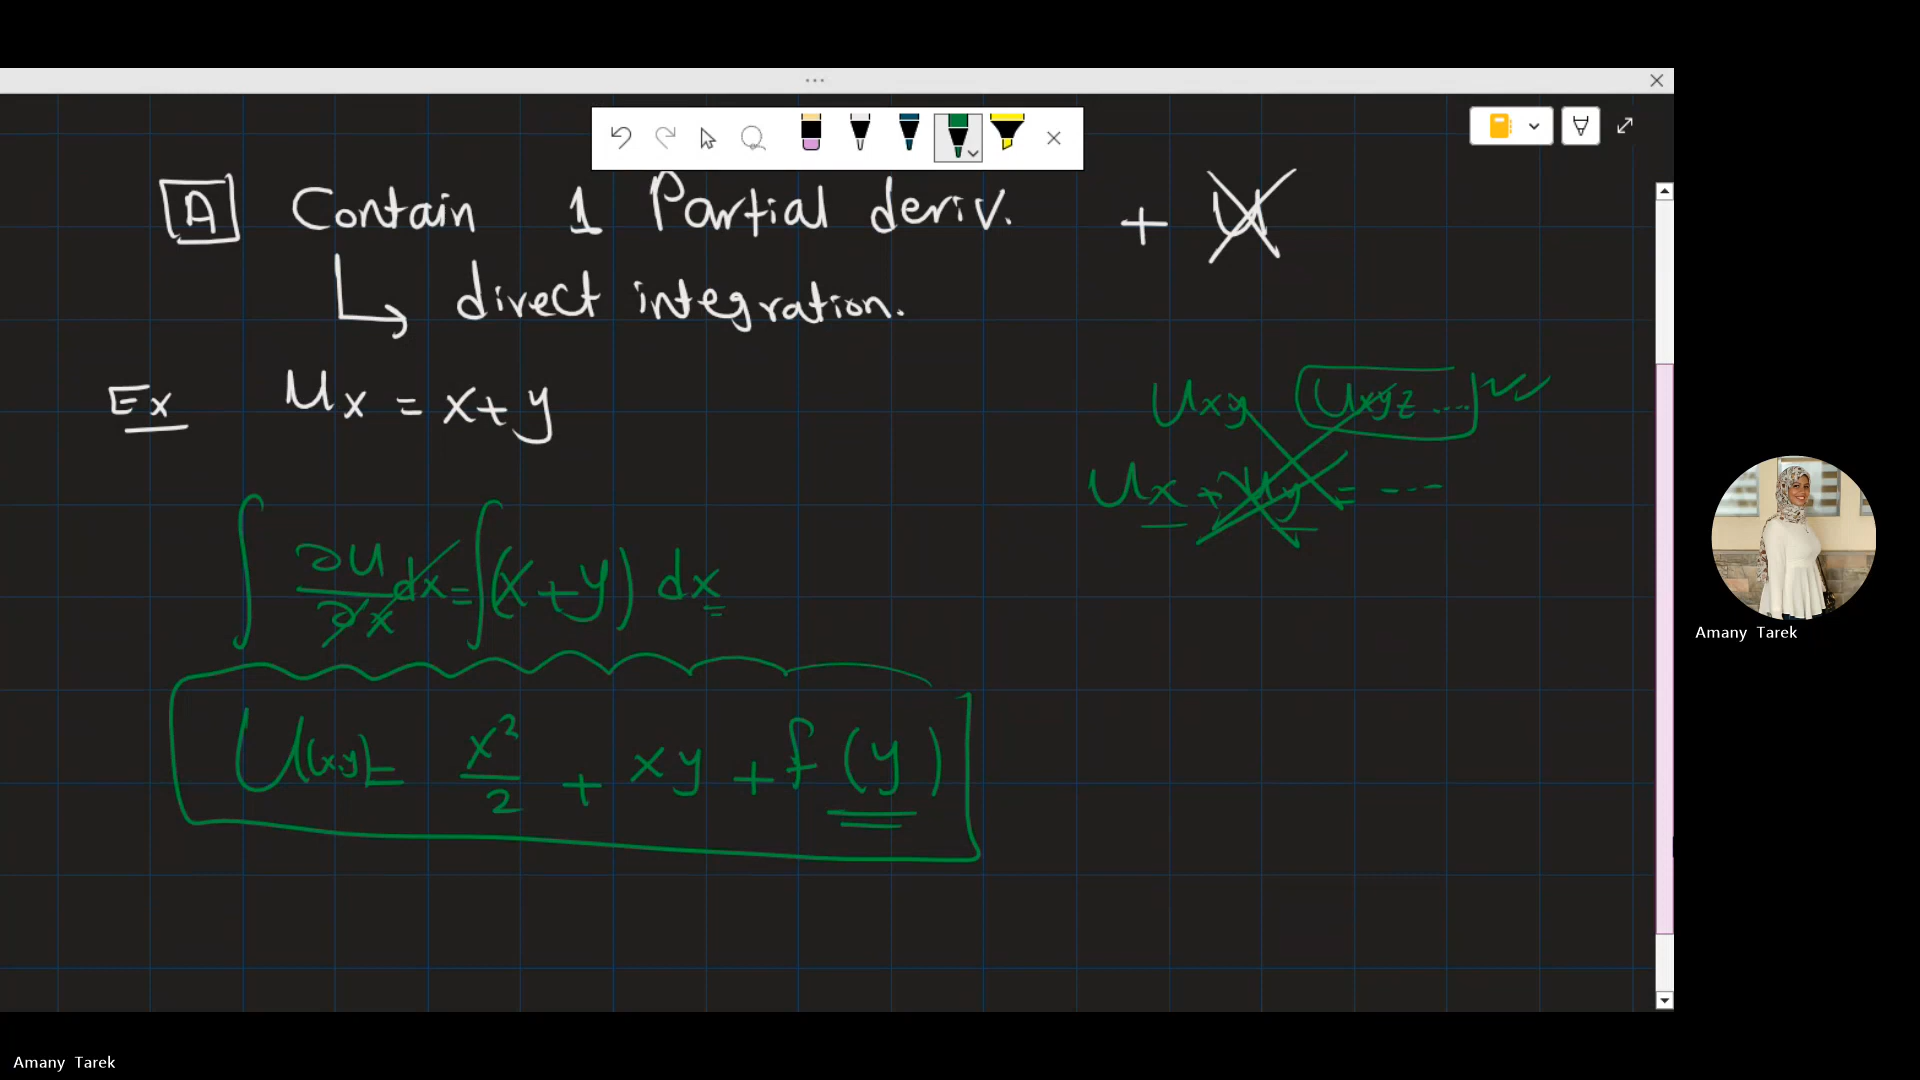 A Contain 1 Partial deriv. + U
direct integration.
Ex Ux = x + y
Uxy Uxyz ....
Ux + Uy = ---
∫ ∂U/∂x dx = ∫ (x + y) dx
U(xy) = x²/2 + xy + f (y)
Amany Tarek
Amany Tarek